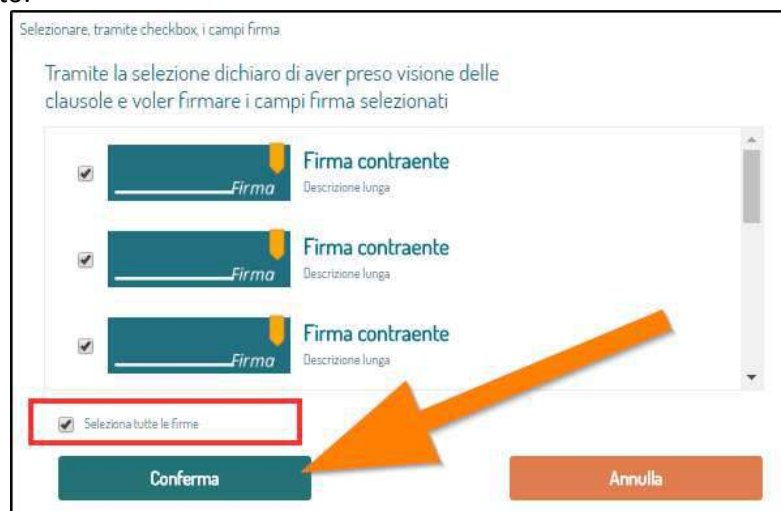 Selezionare, tramite checkbox, i campi firma
Tramite la selezione dichiaro di aver preso visione delle
clausole e voler firmare i campi firma selezionati
Firma
Firma contraente
Descrizione lunga
Firma
Firma contraente
Descrizione lunga
Firma
Firma contraente
Descrizione lunga
Seleziona tutte le firme
Conferma
Annulla